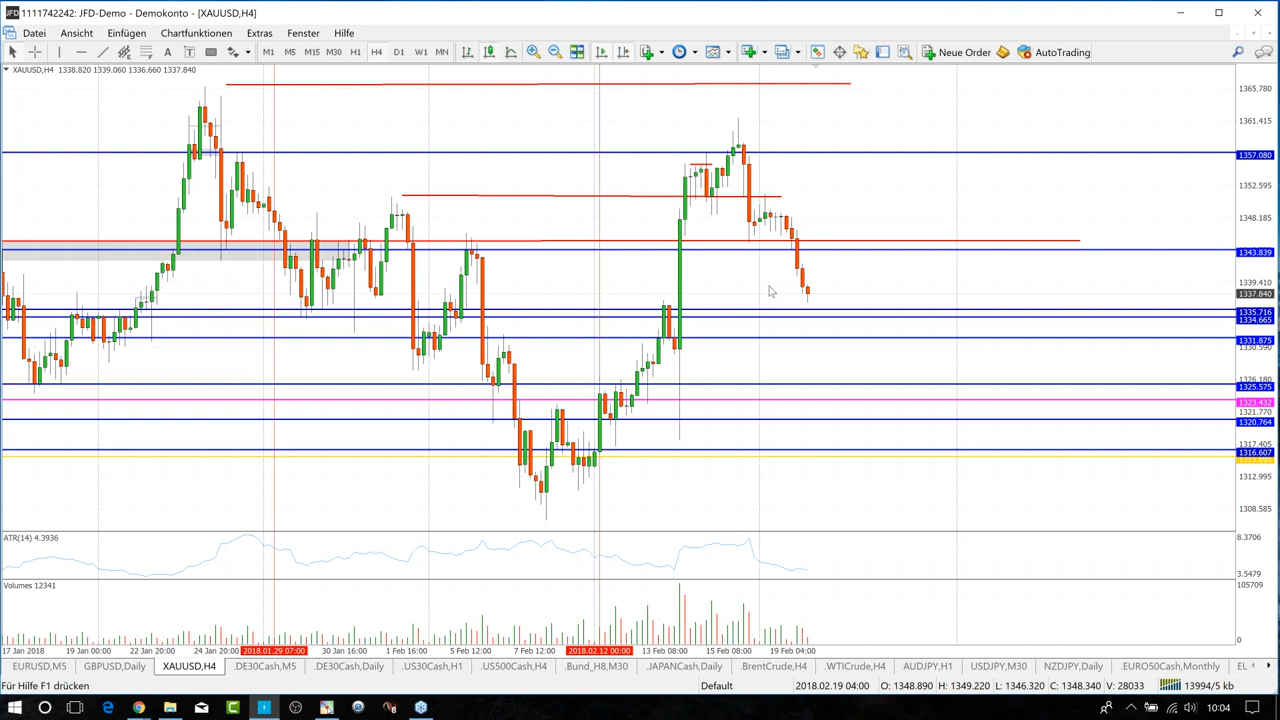 JFD 1111742242: JFD-Demo - Demokonto - [XAUUSD,H4]
Datei Ansicht Einfügen Chartfunktionen Extras Fenster Hilfe
A T M1 M5 M15 M30 H1 H4 D1 W1 MN Neue Order AutoTrading
XAUUSD,H4 1338.820 1339.060 1336.660 1337.840
1365.780
1361.415
1357.080
1352.595
1348.185
1343.839
1339.410
1337.840
1335.716
1334.665
1331.875
1330.590
1326.180
1325.575
1323.432
1321.770
1320.764
1317.405
1316.607
1312.995
1308.585
ATR(14) 4.3936
8.3706
3.5479
Volumes 12341
105709
0
17 Jan 2018 19 Jan 00:00 22 Jan 20:00 24 Jan 20:00 2018.01.29 07:00 30 Jan 16:00 1 Feb 16:00 5 Feb 12:00 7 Feb 12:00 2018.02.12 00:00 13 Feb 08:00 15 Feb 08:00 19 Feb 04:00
EURUSD,M5 GBPUSD,Daily XAUUSD,H4 .DE30Cash,M5 .DE30Cash,Daily .US30Cash,H1 .US500Cash,H4 .Bund_H8,M30 .JAPANCash,Daily .BrentCrude,H4 .WTICrude,H4 AUDJPY,H1 USDJPY,M30 NZDJPY,Daily .EURO50Cash,Monthly EL
Für Hilfe F1 drücken Default 2018.02.19 04:00 O: 1348.890 H: 1349.220 L: 1346.320 C: 1348.340 V: 28033 13994/5 kb
10:04